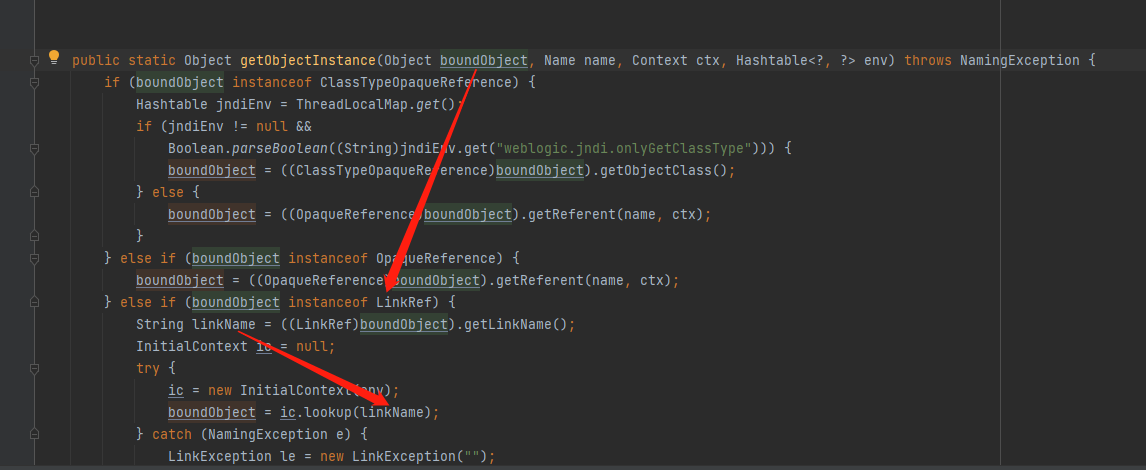 public static Object getObjectInstance(Object boundObject, Name name, Context ctx, Hashtable<?, ?> env) throws NamingException {
if (boundObject instanceof ClassTypeOpaqueReference) {
Hashtable jndiEnv = ThreadLocalMap.get();
if (jndiEnv != null &&
Boolean.parseBoolean((String)jndiEnv.get("weblogic.jndi.onlyGetClassType"))) {
boundObject = ((ClassTypeOpaqueReference)boundObject).getObjectClass();
} else {
boundObject = ((OpaqueReference)boundObject).getReferent(name, ctx);
}
} else if (boundObject instanceof OpaqueReference) {
boundObject = ((OpaqueReference)boundObject).getReferent(name, ctx);
} else if (boundObject instanceof LinkRef) {
String linkName = ((LinkRef)boundObject).getLinkName();
InitialContext ic = null;
try {
ic = new InitialContext(env);
boundObject = ic.lookup(linkName);
} catch (NamingException e) {
LinkException le = new LinkException("");